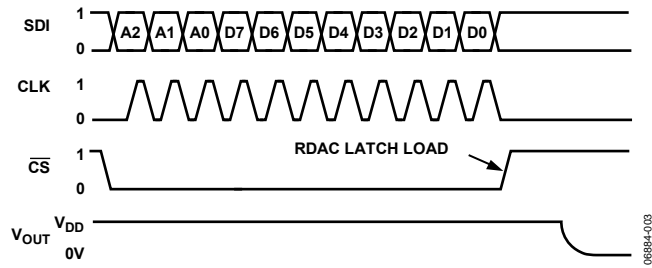 SDI 1 0 A2 A1 A0 D7 D6 D5 D4 D3 D2 D1 D0
CLK 1 0
CS 1 0 RDAC LATCH LOAD
VOUT VDD 0V
06884-003